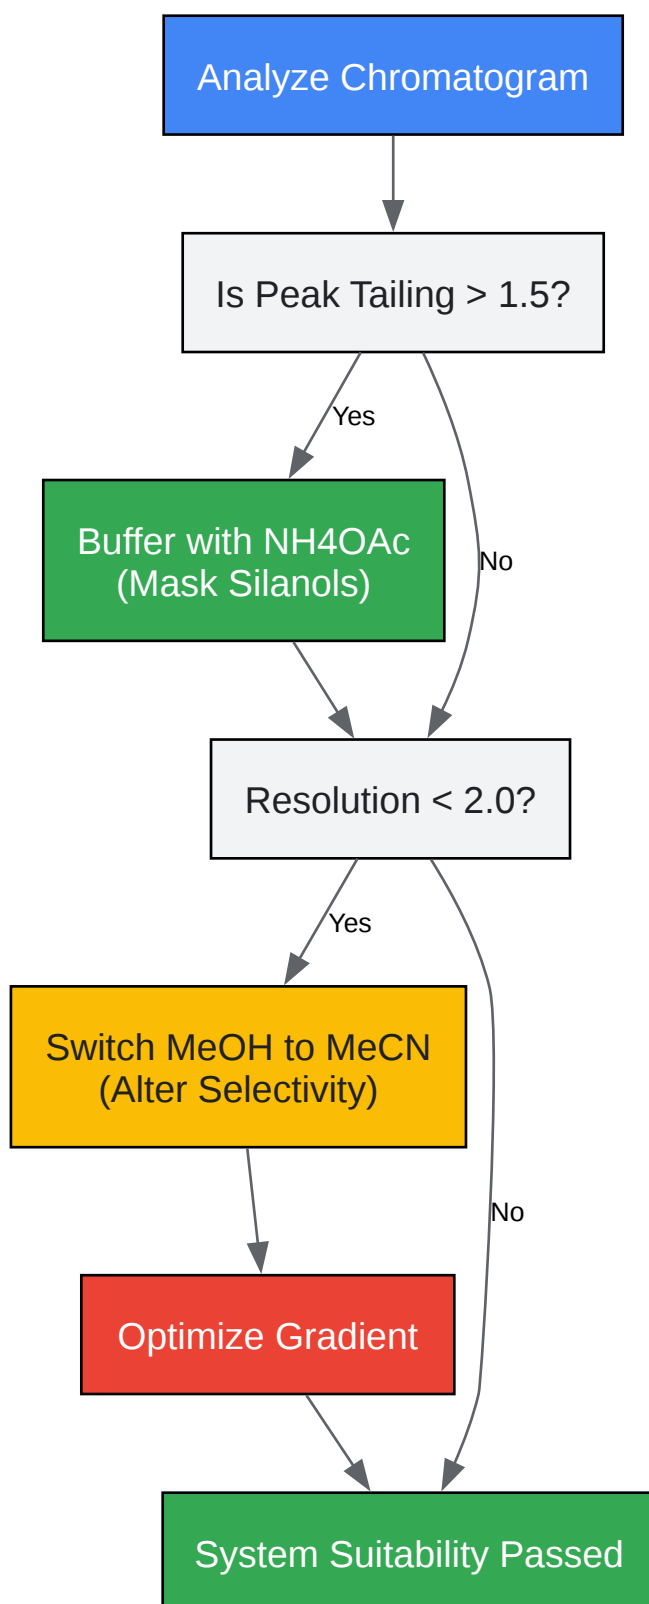 Analyze Chromatogram
Is Peak Tailing > 1.5?
Yes
Buffer with NH4OAc
(Mask Silanols)
No
Resolution < 2.0?
Yes
Switch MeOH to MeCN
(Alter Selectivity)
No
Optimize Gradient
System Suitability Passed